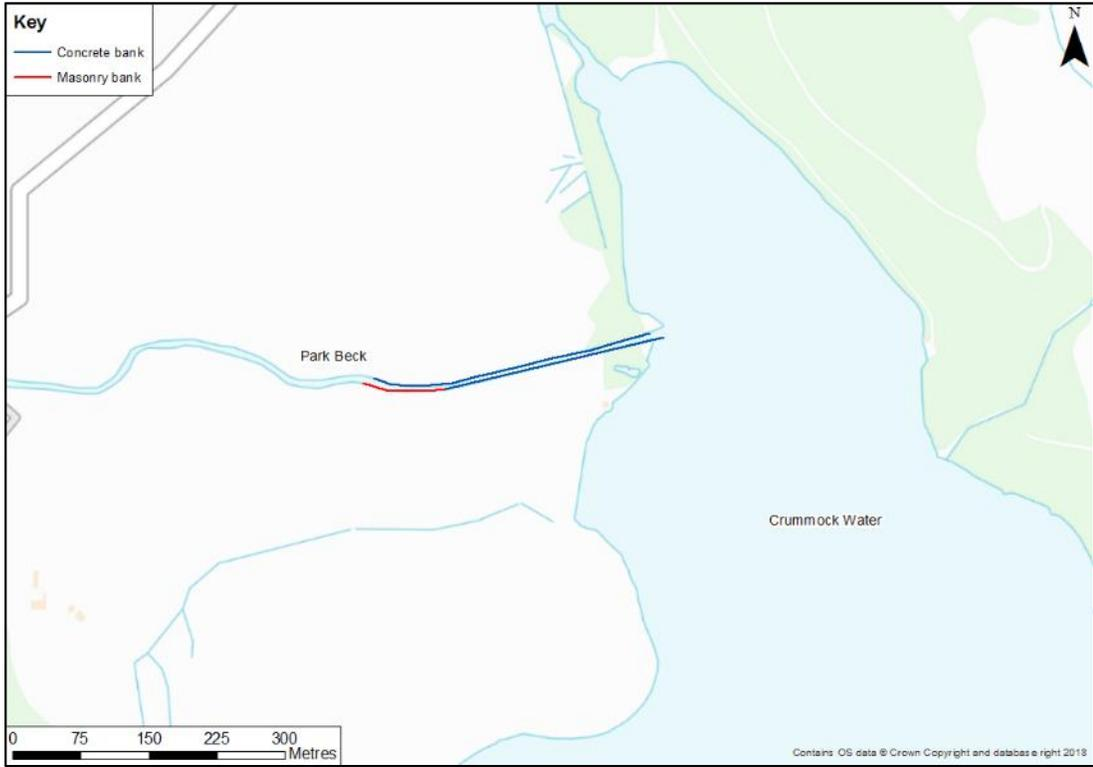 Key
Concrete bank
Masonry bank
N
Park Beck
Crummock Water
0 75 150 225 300
Metres
Contains OS data © Crown Copyright and database right 2018